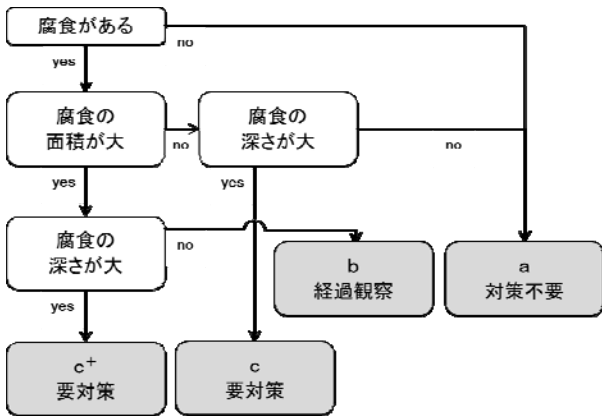 腐食がある
no
yes
腐食の
面積が大
no
腐食の
深さが大
no
yes
yes
腐食の
深さが大
no
b
経過観察
a
対策不要
yes
c+
要対策
c
要対策